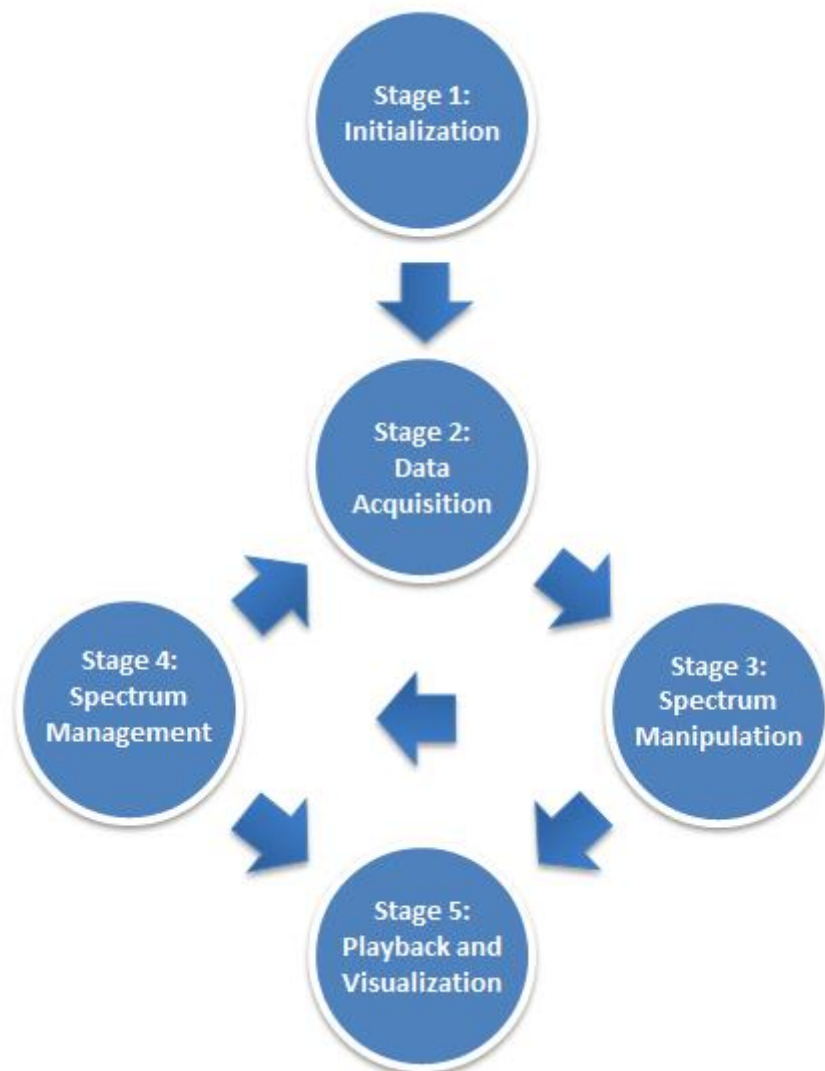 Stage 1:
Initialization
Stage 2:
Data
Acquisition
Stage 4:
Spectrum
Management
Stage 3:
Spectrum
Manipulation
Stage 5:
Playback and
Visualization